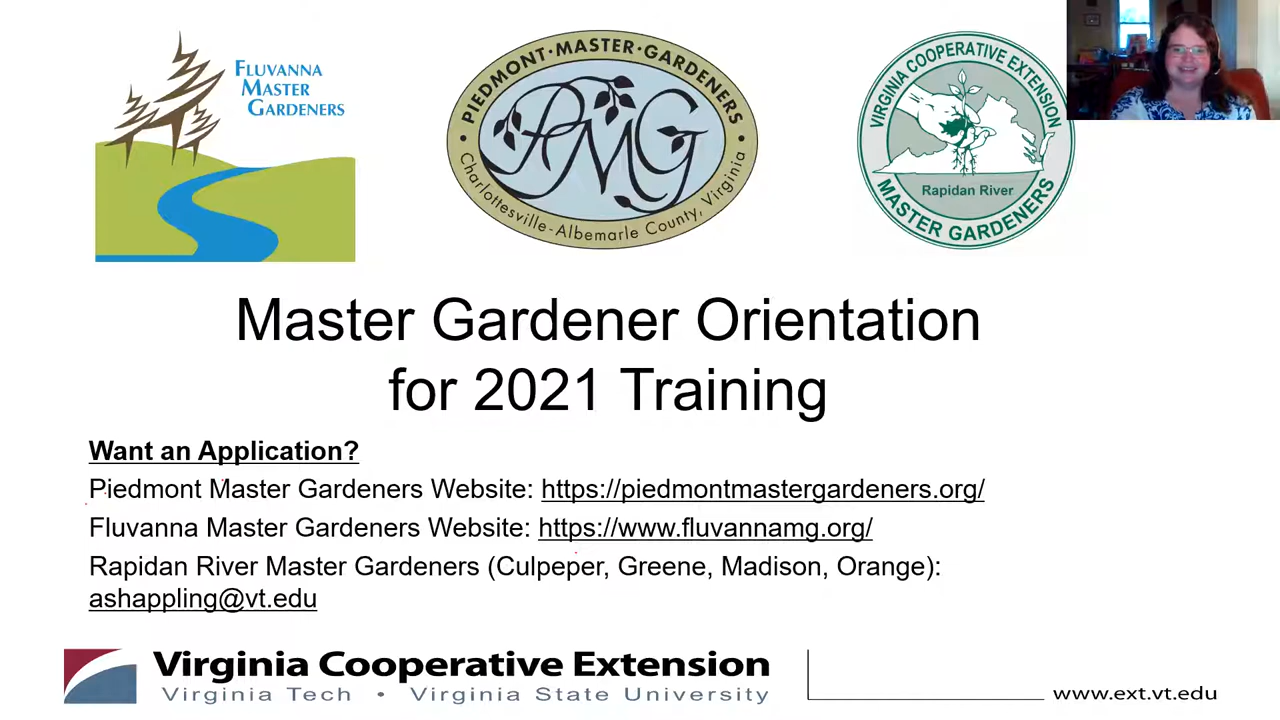 FLUVANNA
MASTER
GARDENERS
PIEDMONT·MASTER·GARDENERS
PMG
Charlottesville-Albemarle County, Virginia
VIRGINIA COOPERATIVE EXTENSION
Rapidan River
MASTER GARDENERS
Master Gardener Orientation
for 2021 Training
Want an Application?
Piedmont Master Gardeners Website: https://piedmontmastergardeners.org/
Fluvanna Master Gardeners Website: https://www.fluvannamg.org/
Rapidan River Master Gardeners (Culpeper, Greene, Madison, Orange):
ashappling@vt.edu
Virginia Cooperative Extension
Virginia Tech • Virginia State University
www.ext.vt.edu